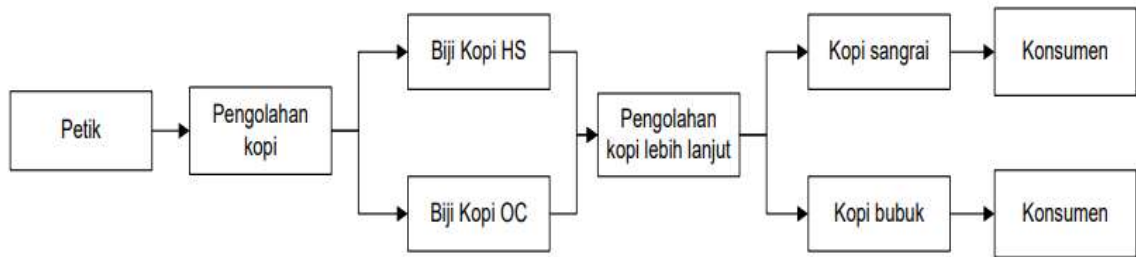 Petik
Pengolahan
kopi
Biji Kopi HS
Biji Kopi OC
Pengolahan
kopi lebih lanjut
Kopi sangrai
Konsumen
Kopi bubuk
Konsumen